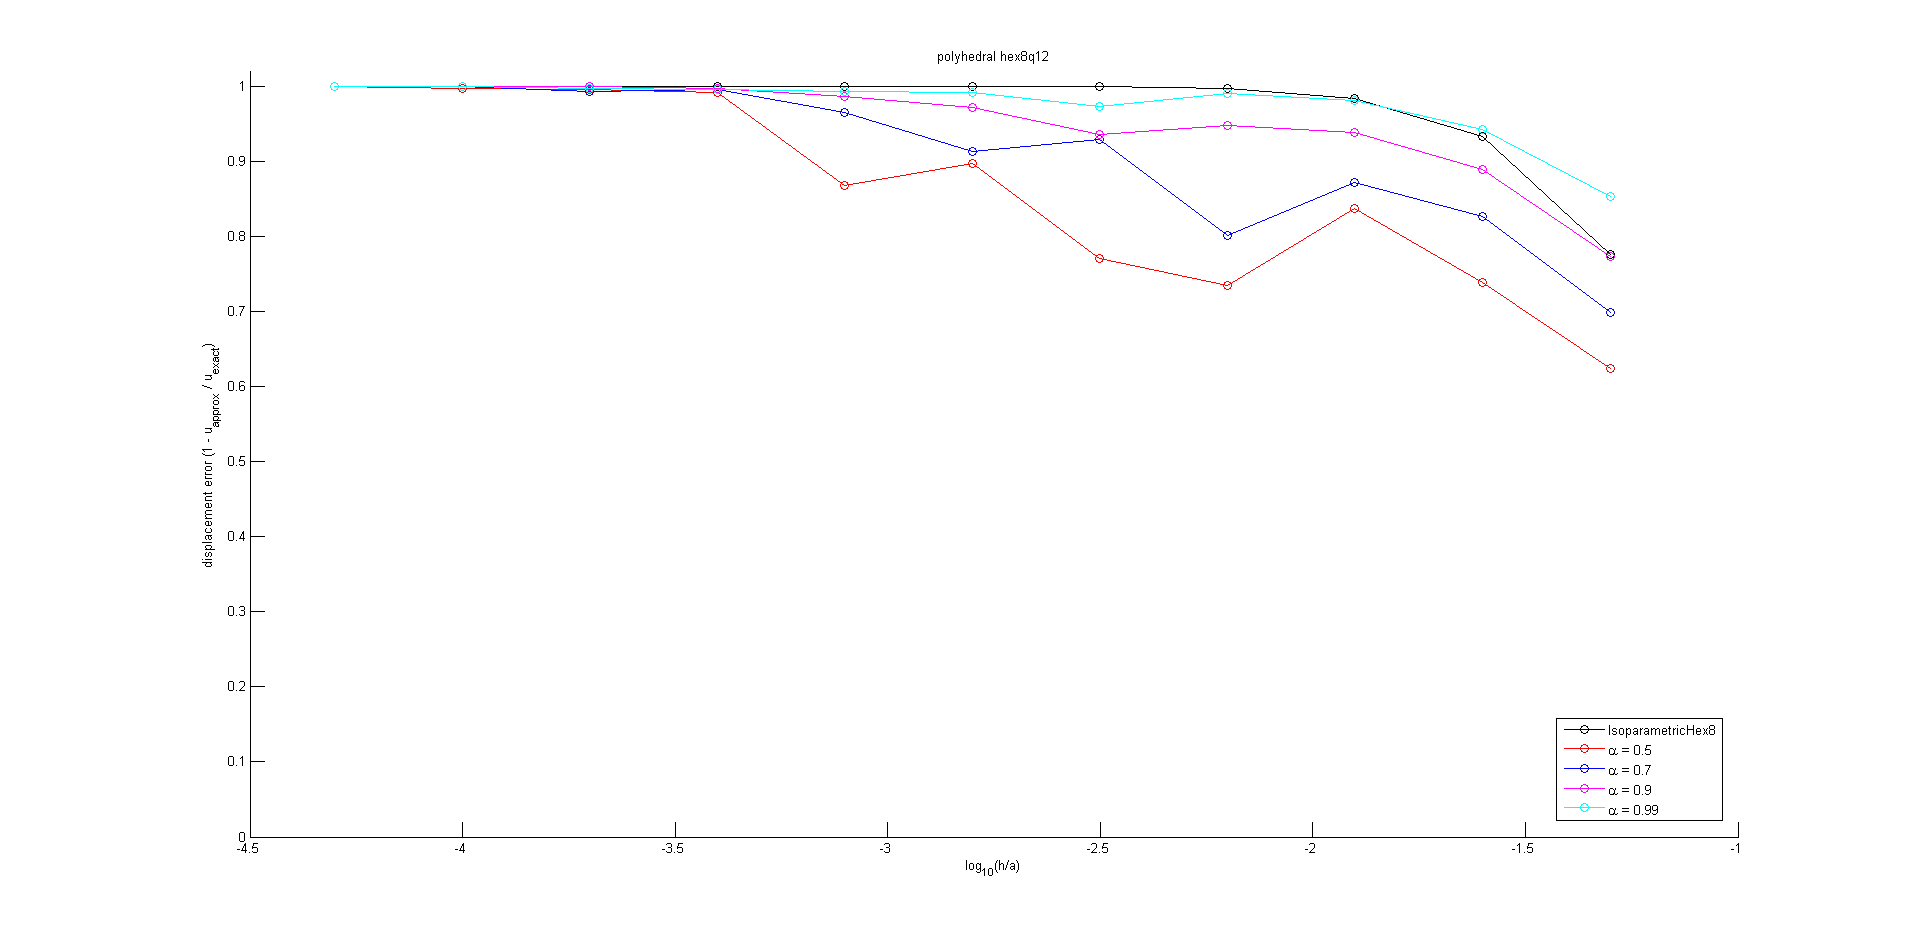 polyhedral hex8q12
displacement error (1 - u_approx / u_exact)
1
0.9
0.8
0.7
0.6
0.5
0.4
0.3
0.2
0.1
0
-4.5 -4 -3.5 -3 -2.5 -2 -1.5 -1
log_10(h/a)
IsoparametricHex8
α = 0.5
α = 0.7
α = 0.9
α = 0.99